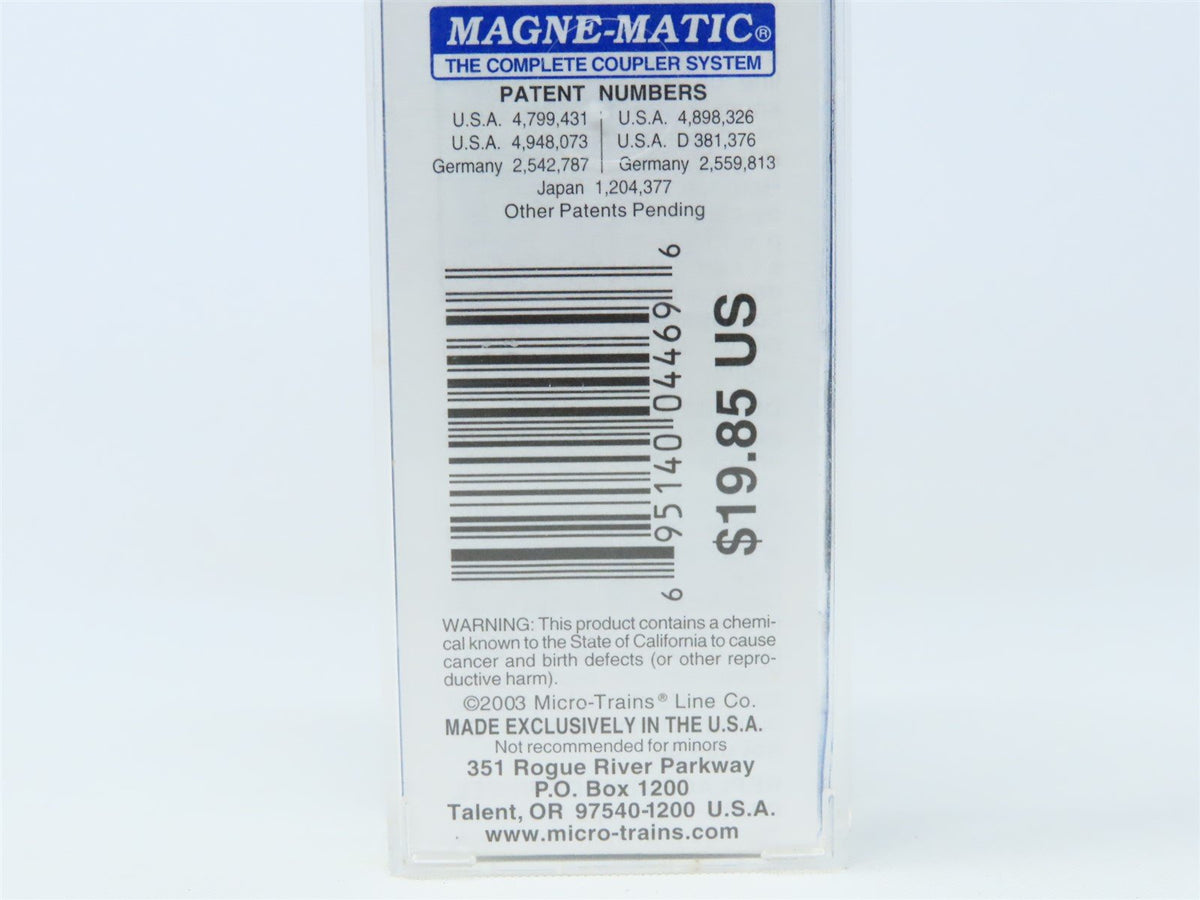 MAGNE-MATIC®
THE COMPLETE COUPLER SYSTEM
PATENT NUMBERS
U.S.A. 4,799,431 | U.S.A. 4,898,326
U.S.A. 4,948,073 | U.S.A. D 381,376
Germany 2,542,787 | Germany 2,559,813
Japan 1,204,377
Other Patents Pending
6 95140 04469 6
$19.85 US
WARNING: This product contains a chemi-
cal known to the State of California to cause
cancer and birth defects (or other repro-
ductive harm).
©2003 Micro-Trains® Line Co.
MADE EXCLUSIVELY IN THE U.S.A.
Not recommended for minors
351 Rogue River Parkway
P.O. Box 1200
Talent, OR 97540-1200 U.S.A.
www.micro-trains.com